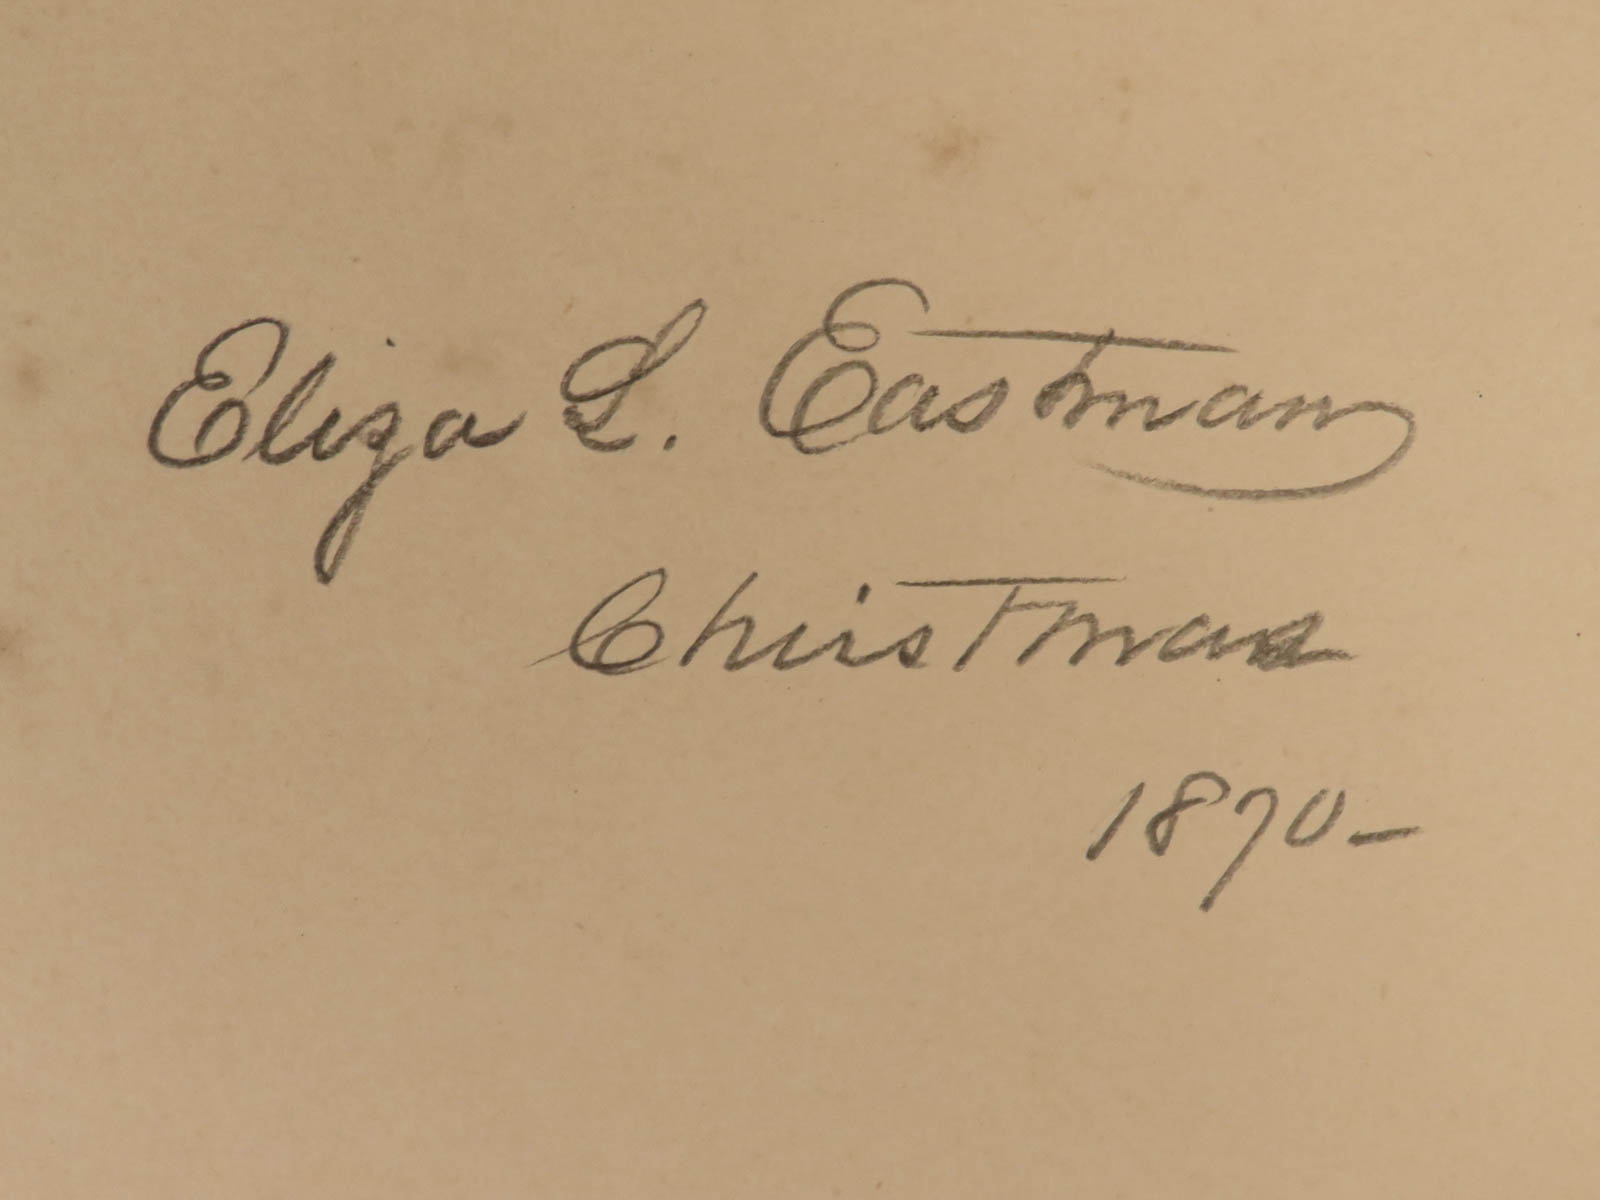 Eliza L. Eastman
Christmas
1870-